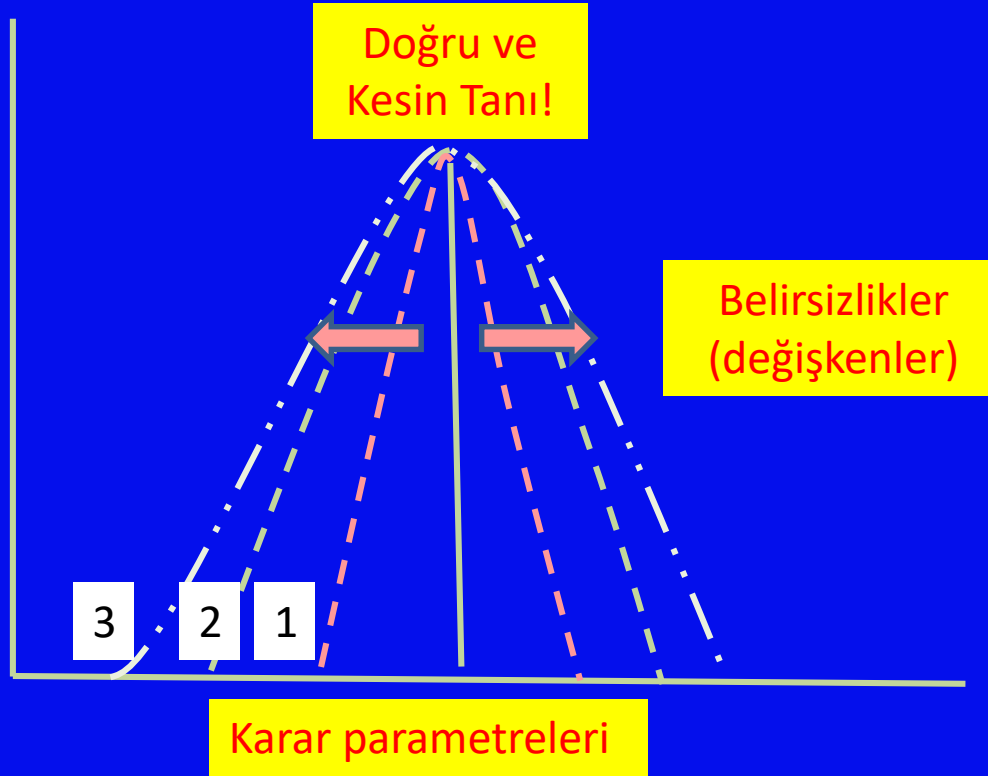 Doğru ve
Kesin Tanı!
Belirsizlikler
(değişkenler)
3
2
1
Karar parametreleri